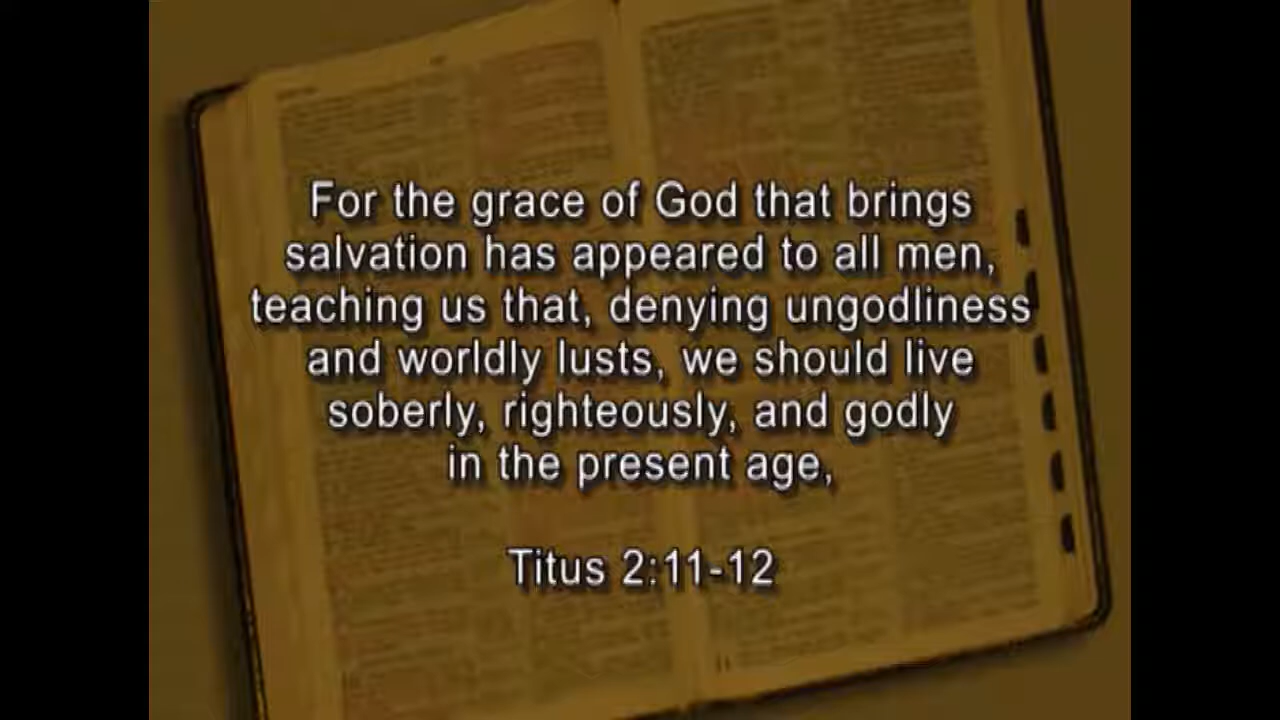 For the grace of God that brings
salvation has appeared to all men,
teaching us that, denying ungodliness
and worldly lusts, we should live
soberly, righteously, and godly
in the present age,
Titus 2:11-12